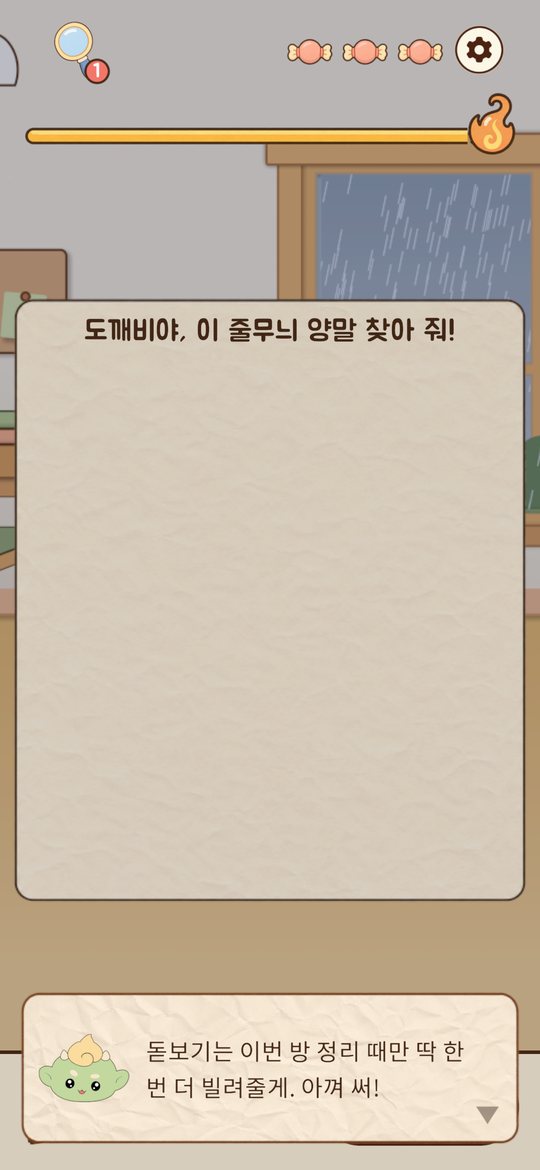 1
도깨비야, 이 줄무늬 양말 찾아 줘!
돋보기는 이번 방 정리 때만 딱 한
번 더 빌려줄게. 아껴 써!